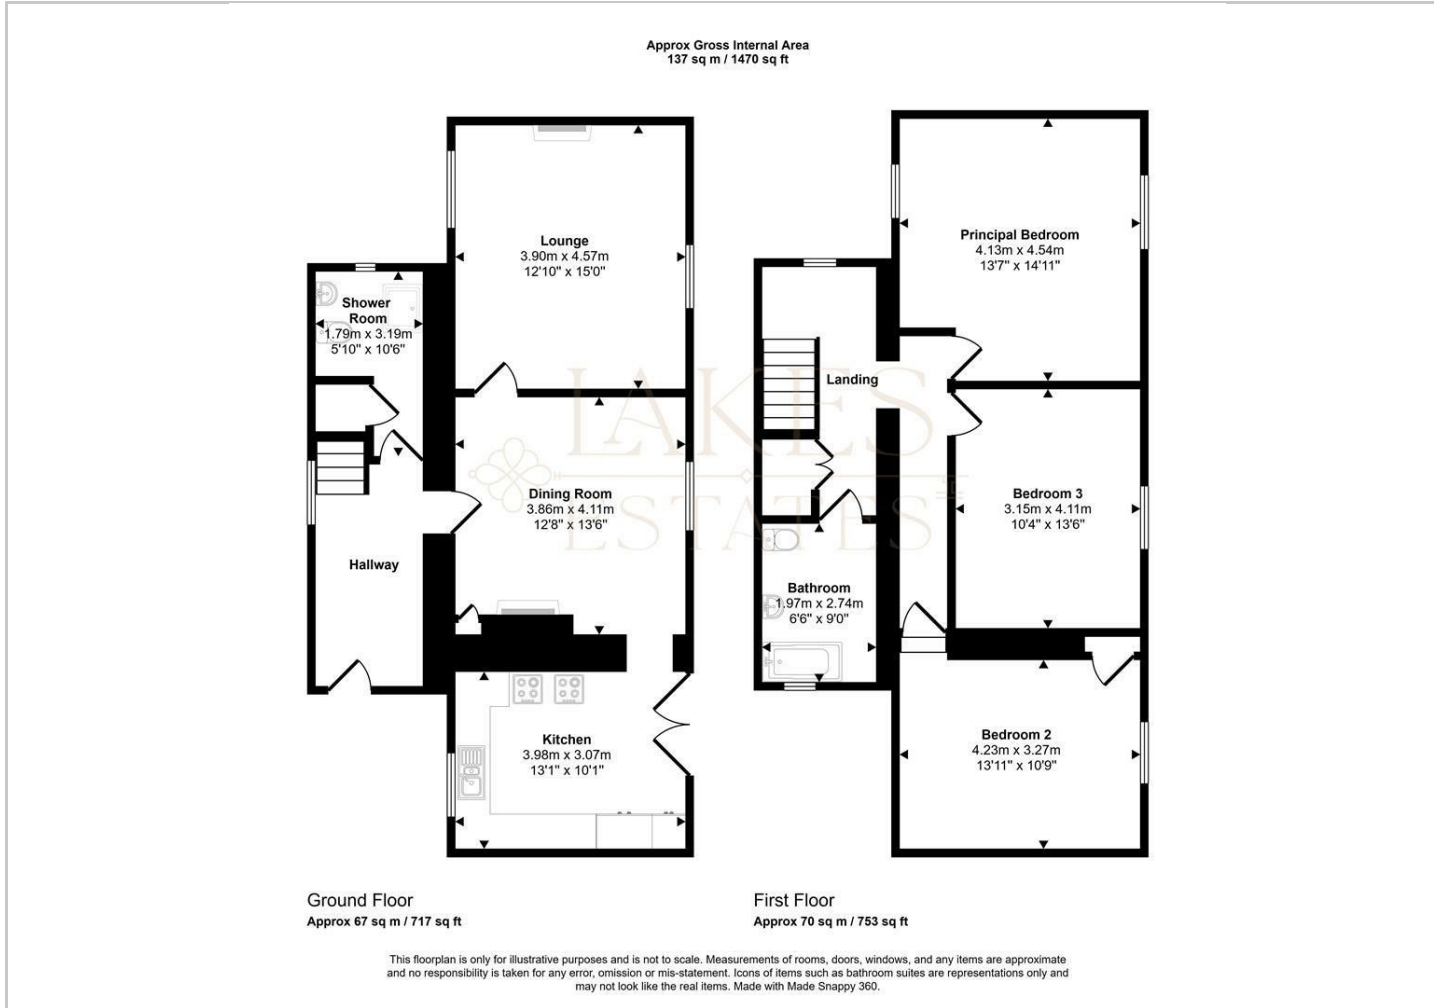 Approx Gross Internal Area
137 sq m / 1470 sq ft
Lounge
3.90m x 4.57m
12'10" x 15'0"
Shower
Room
1.79m x 3.19m
5'10" x 10'6"
Dining Room
3.86m x 4.11m
12'8" x 13'6"
Hallway
Kitchen
3.98m x 3.07m
13'1" x 10'1"
Principal Bedroom
4.13m x 4.54m
13'7" x 14'11"
Landing
Bedroom 3
3.15m x 4.11m
10'4" x 13'6"
Bathroom
1.97m x 2.74m
6'6" x 9'0"
Bedroom 2
4.23m x 3.27m
13'11" x 10'9"
LAKES
ESTATES
Ground Floor
Approx 67 sq m / 717 sq ft
First Floor
Approx 70 sq m / 753 sq ft
This floorplan is only for illustrative purposes and is not to scale. Measurements of rooms, doors, windows, and any items are approximate
and no responsibility is taken for any error, omission or mis-statement. Icons of items such as bathroom suites are representations only and
may not look like the real items. Made with Made Snappy 360.